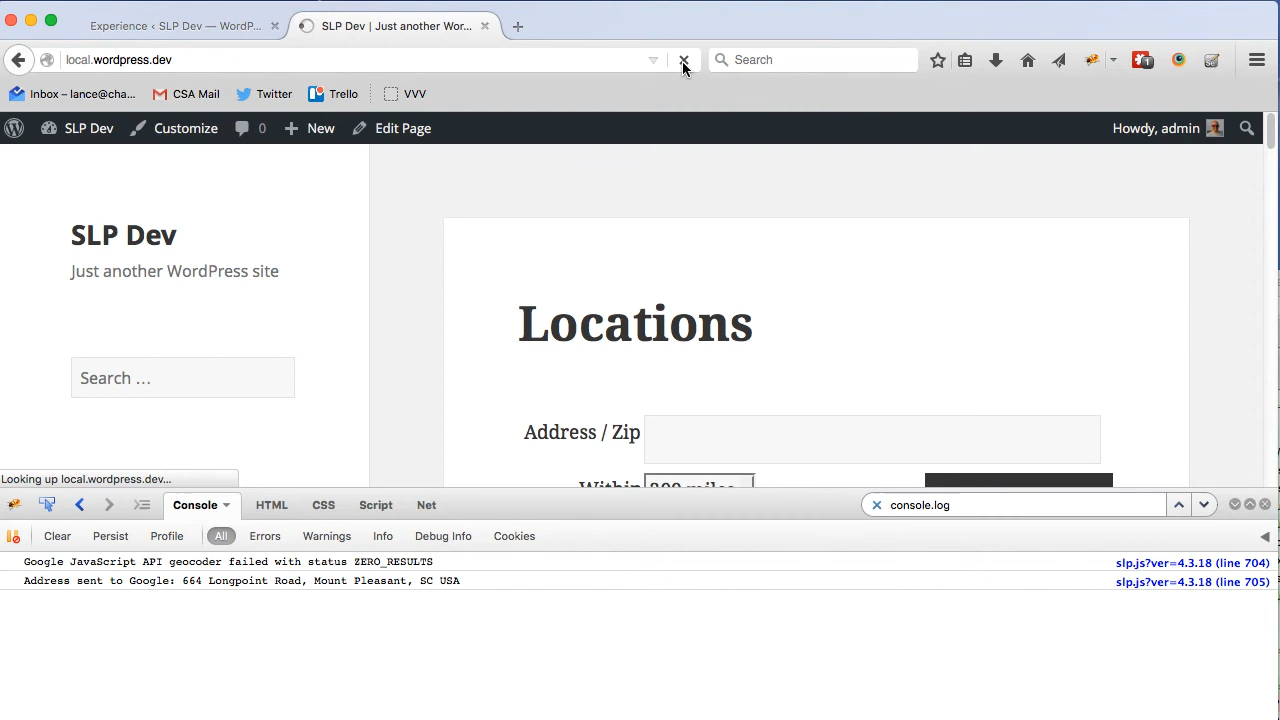 Experience ‹ SLP Dev — WordP...
SLP Dev | Just another Wor...
local.wordpress.dev
Search
Inbox – lance@cha...
CSA Mail
Twitter
Trello
VVV
SLP Dev
Customize
0
New
Edit Page
Howdy, admin
SLP Dev
Just another WordPress site
Search …
Locations
Address / Zip
Within
200 miles
Looking up local.wordpress.dev...
Console
HTML
CSS
Script
Net
console.log
Clear
Persist
Profile
All
Errors
Warnings
Info
Debug Info
Cookies
Google JavaScript API geocoder failed with status ZERO_RESULTS
slp.js?ver=4.3.18 (line 704)
Address sent to Google: 664 Longpoint Road, Mount Pleasant, SC USA
slp.js?ver=4.3.18 (line 705)